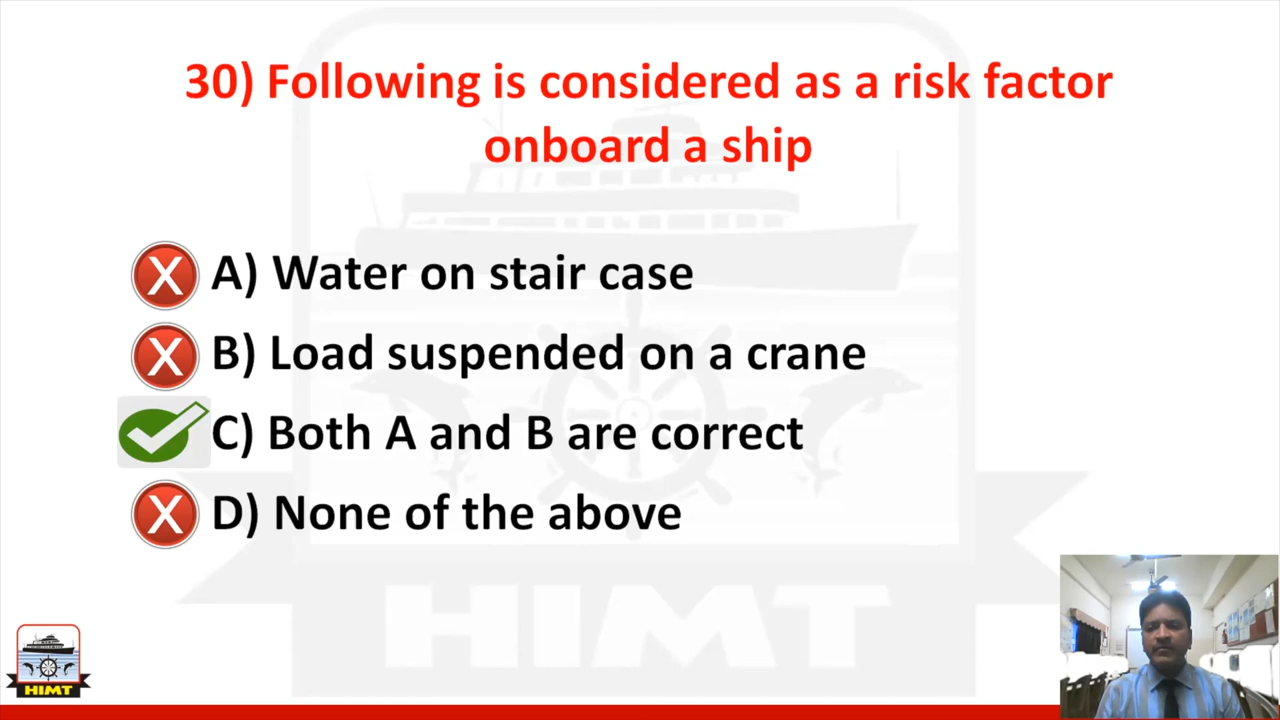 30) Following is considered as a risk factor
onboard a ship
A) Water on stair case
B) Load suspended on a crane
C) Both A and B are correct
D) None of the above
HIMT
HIMT